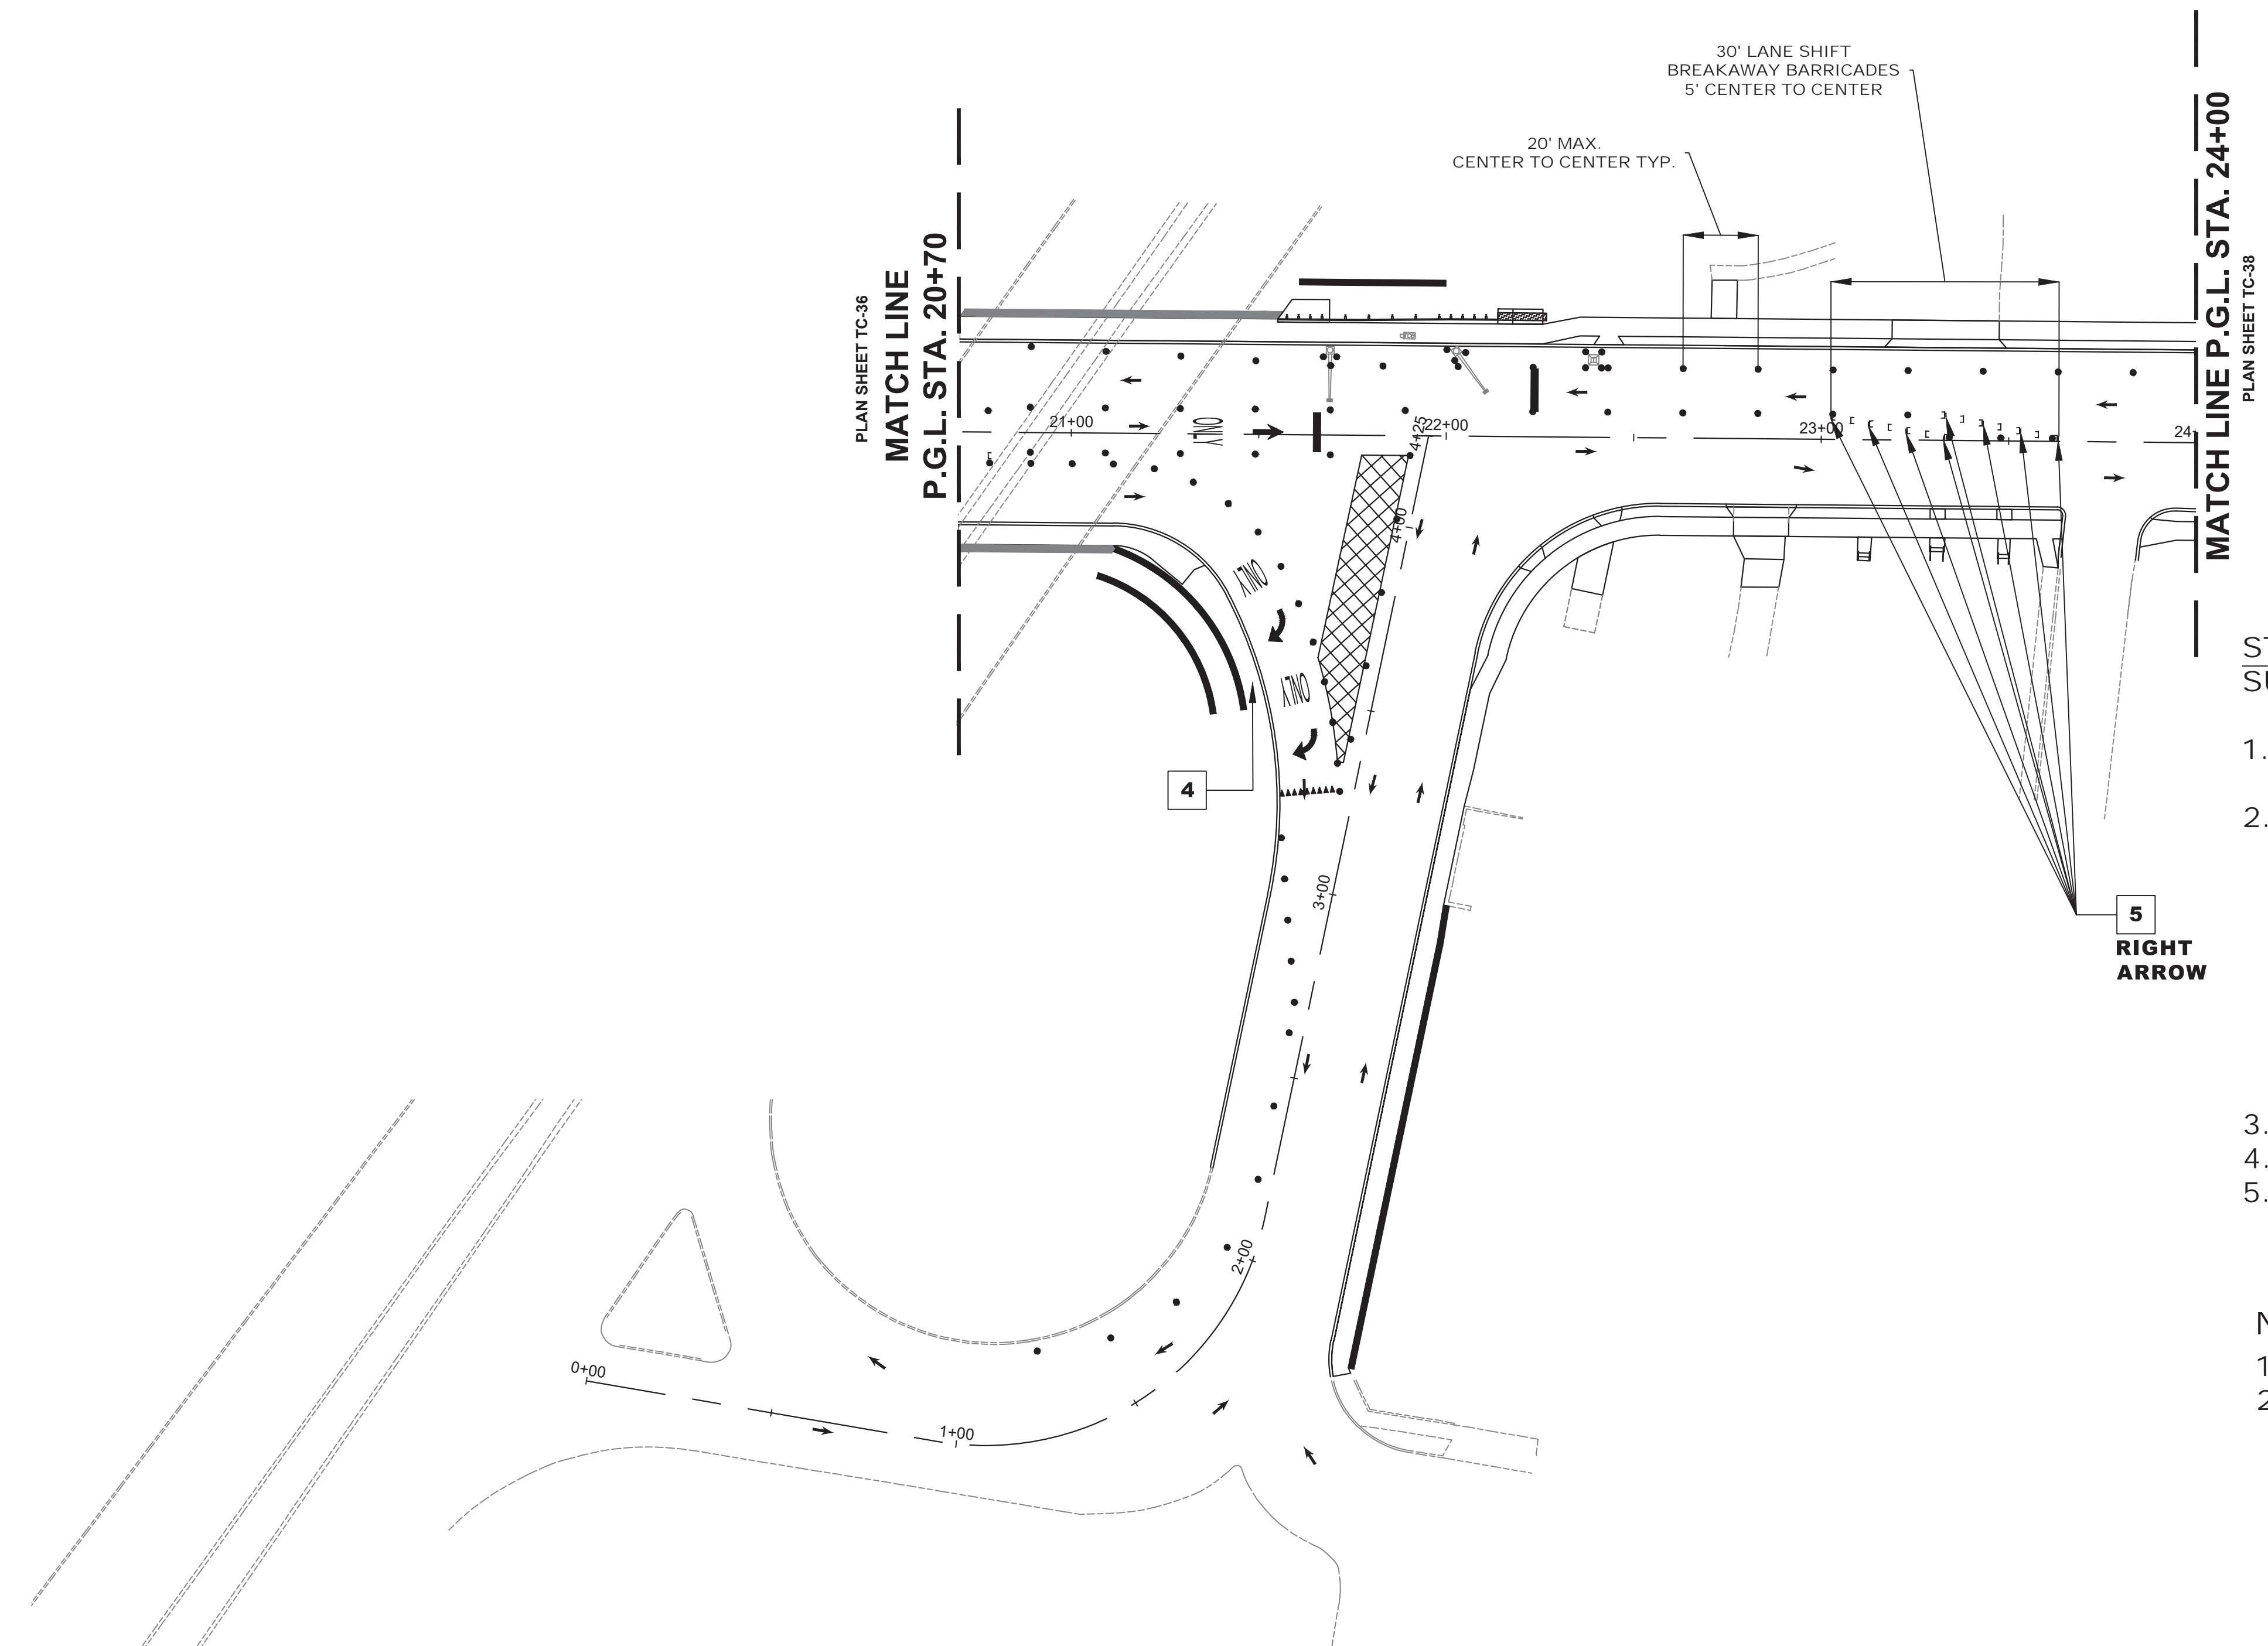 30' LANE SHIFT
BREAKAWAY BARRICADES
5' CENTER TO CENTER
20' MAX.
CENTER TO CENTER TYP.
PLAN SHEET TC-36
MATCH LINE
P.G.L. STA. 20+70
MATCH LINE P.G.L. STA. 24+00
PLAN SHEET TC-38
21+00
22+00
23+00
24
4+25
4+00
ONLY
ONLY
4
3+00
5
RIGHT
ARROW
2+00
0+00
1+00
1.
2.
3.
4.
5.